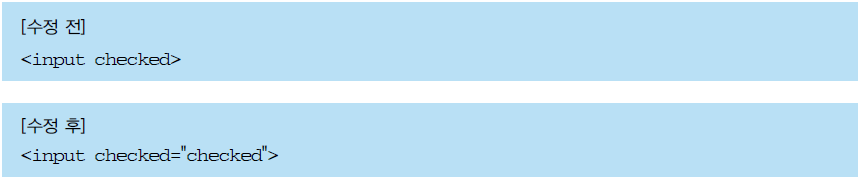 [수정 전]
<input checked>
[수정 후]
<input checked="checked">